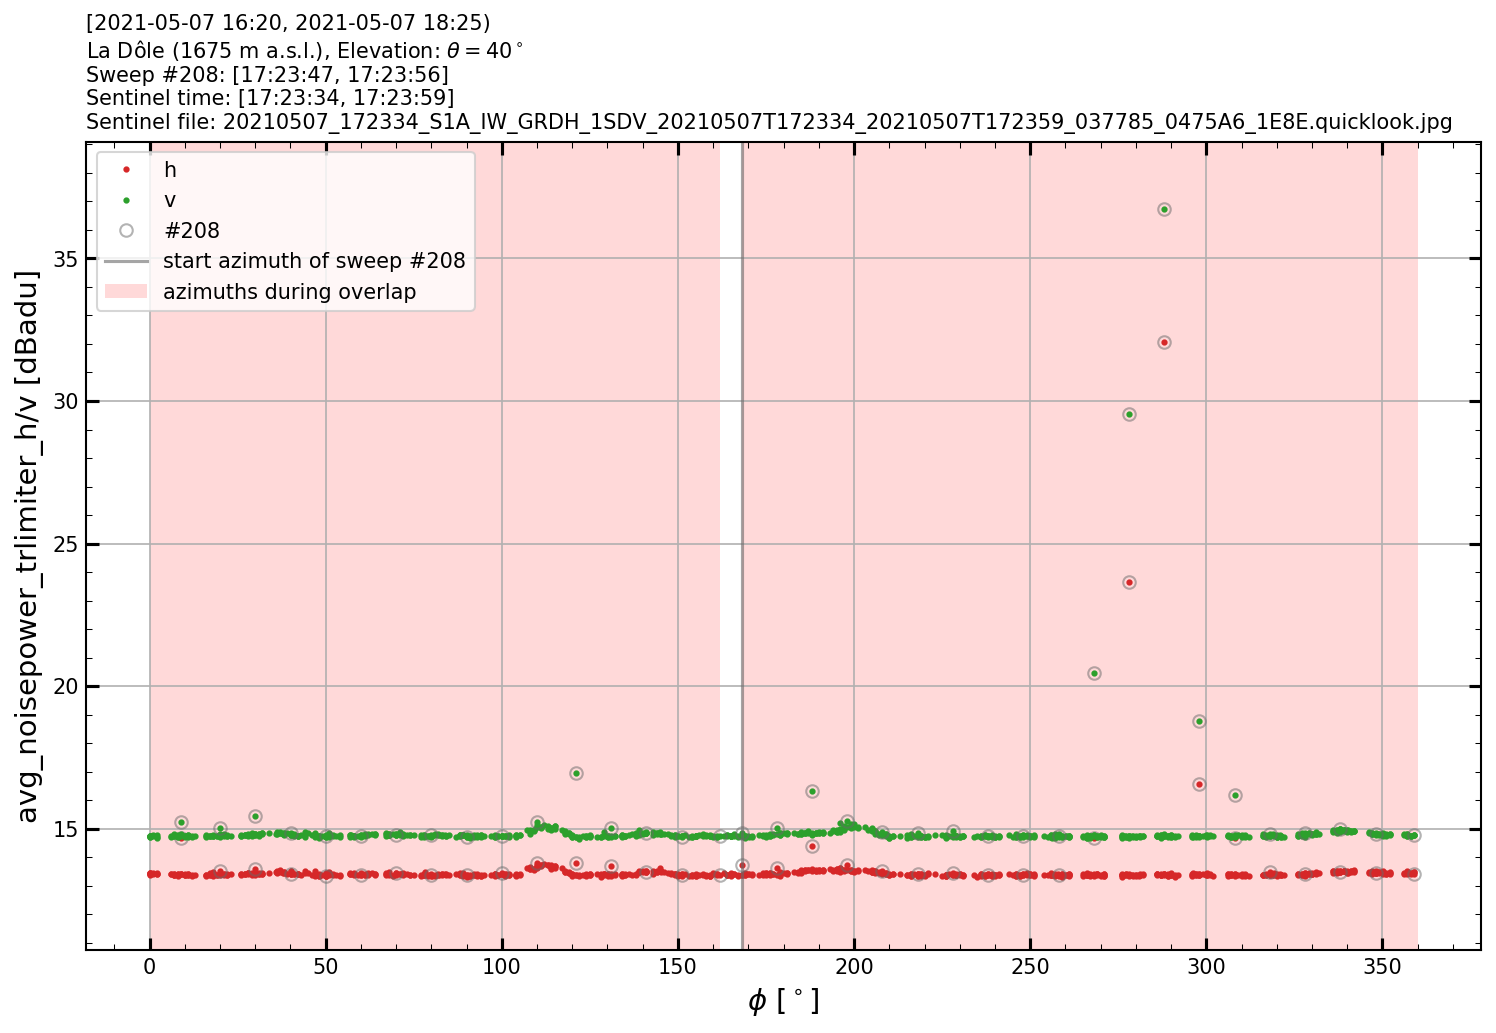 [2021-05-07 16:20, 2021-05-07 18:25)
La Dôle (1675 m a.s.l.), Elevation: θ = 40°
Sweep #208: [17:23:47, 17:23:56]
Sentinel time: [17:23:34, 17:23:59]
Sentinel file: 20210507_172334_S1A_IW_GRDH_1SDV_20210507T172334_20210507T172359_037785_0475A6_1E8E.quicklook.jpg
h
v
#208
start azimuth of sweep #208
azimuths during overlap
avg_noisepower_trlimiter_h/v [dBadu]
35
30
25
20
15
0 50 100 150 200 250 300 350
ϕ [°]